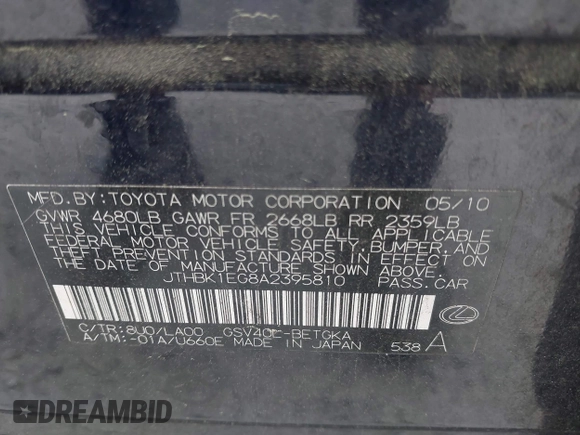 MFD. BY: TOYOTA MOTOR CORPORATION 05/10
GVWR 4680LB GAWR FR 2668LB RR 2359LB
THIS VEHICLE CONFORMS TO ALL APPLICABLE
FEDERAL MOTOR VEHICLE SAFETY, BUMPER, AND
THEFT PREVENTION STANDARDS IN EFFECT ON
THE DATE OF MANUFACTURE SHOWN ABOVE.
JTHBK1EG8A2395810 PASS. CAR
C/TR: 8U0/LA00 GSV40L-BETGKA
A/TM: -01A/U660E MADE IN JAPAN 538 A
DREAMBID